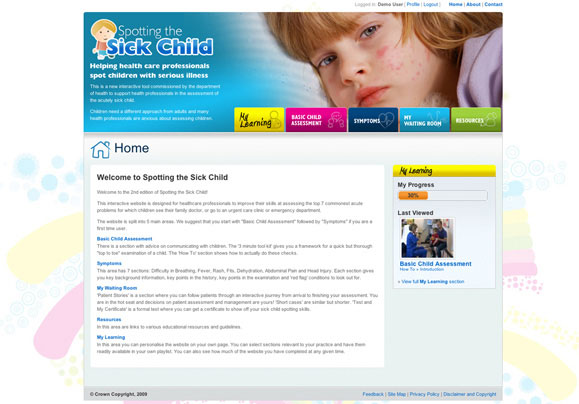 Logged in: Demo User | Profile | Logout | Home | About | Contact
Spotting the
Sick Child
Helping health care professionals
spot children with serious illness
This is a new interactive tool commissioned by the department
of health to support health professionals in the assessment of
the acutely sick child.
Children need a different approach from adults and many
health professionals are anxious about assessing children.
My Learning
BASIC CHILD ASSESSMENT
SYMPTOMS
MY WAITING ROOM
RESOURCES
Home
Welcome to Spotting the Sick Child
Welcome to the 2nd edition of Spotting the Sick Child!
This interactive website is designed for healthcare professionals to improve their skills at assessing the top 7 commonest acute
problems for which children see their family doctor, or go to an urgent care clinic or emergency department.
The website is split into 5 main areas. We suggest that you start with "Basic Child Assessment" followed by "Symptoms" if you are a
first time user.
Basic Child Assessment
There is a section with advice on communicating with children. The '3 minute tool kit' gives you a framework for a quick but thorough
"top to toe" examination of a child. The 'How To' section shows how to actually do these checks.
Symptoms
This area has 7 sections: Difficulty in Breathing, Fever, Rash, Fits, Dehydration, Abdominal Pain and Head Injury. Each section gives
you key background information, key points in the history, key points in the examination and 'red flag' conditions to look out for.
My Waiting Room
'Patient Stories' is a section where you can follow patients through an interactive journey from arrival to finishing your assessment. You
are in the hot seat and decisions on patient assessment and management are yours! 'Short cases' are similar but shorter. 'Test and
My Certificate' is a formal test where you can get a certificate to show off your sick child spotting skills.
Resources
In this area are links to various educational resources and guidelines.
My Learning
In this area you can personalise the website on your own page. You can select sections relevant to your practice and have them
readily available in your own playlist. You can also see how much of the website you have completed at any given time.
My Learning
My Progress
30%
Last Viewed
Basic Child Assessment
How To » Introduction
» View full My Learning section
© Crown Copyright, 2009
Feedback | Site Map | Privacy Policy | Disclaimer and Copyright